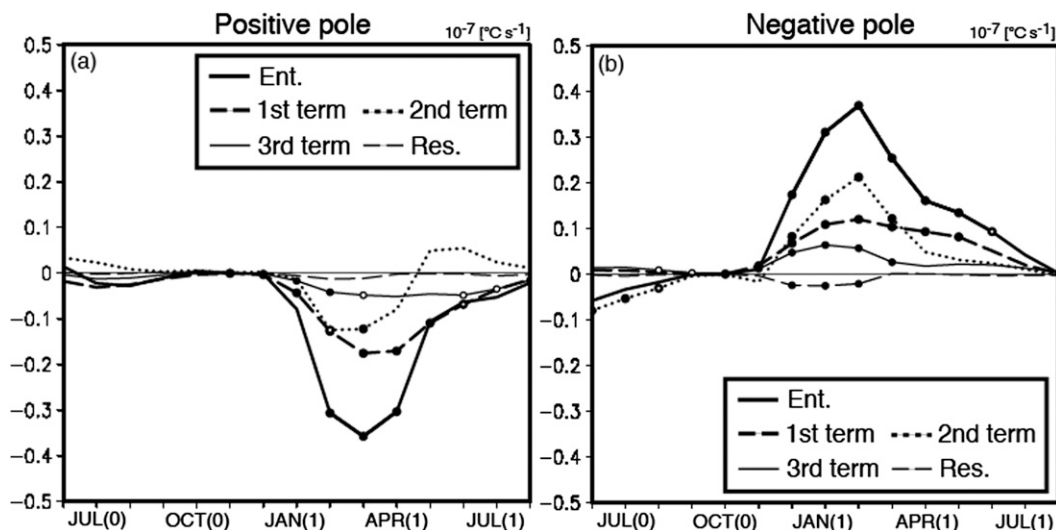 Positive pole
10⁻⁷ [°C s⁻¹]
Negative pole
10⁻⁷ [°C s⁻¹]
(a)
Ent.
1st term
2nd term
3rd term
Res.
0.5
0.4
0.3
0.2
0.1
0
−0.1
−0.2
−0.3
−0.4
−0.5
JUL(0) OCT(0) JAN(1) APR(1) JUL(1)
(b)
0.5
0.4
0.3
0.2
0.1
0
−0.1
−0.2
−0.3
−0.4
−0.5
Ent.
1st term
2nd term
3rd term
Res.
JUL(0) OCT(0) JAN(1) APR(1) JUL(1)